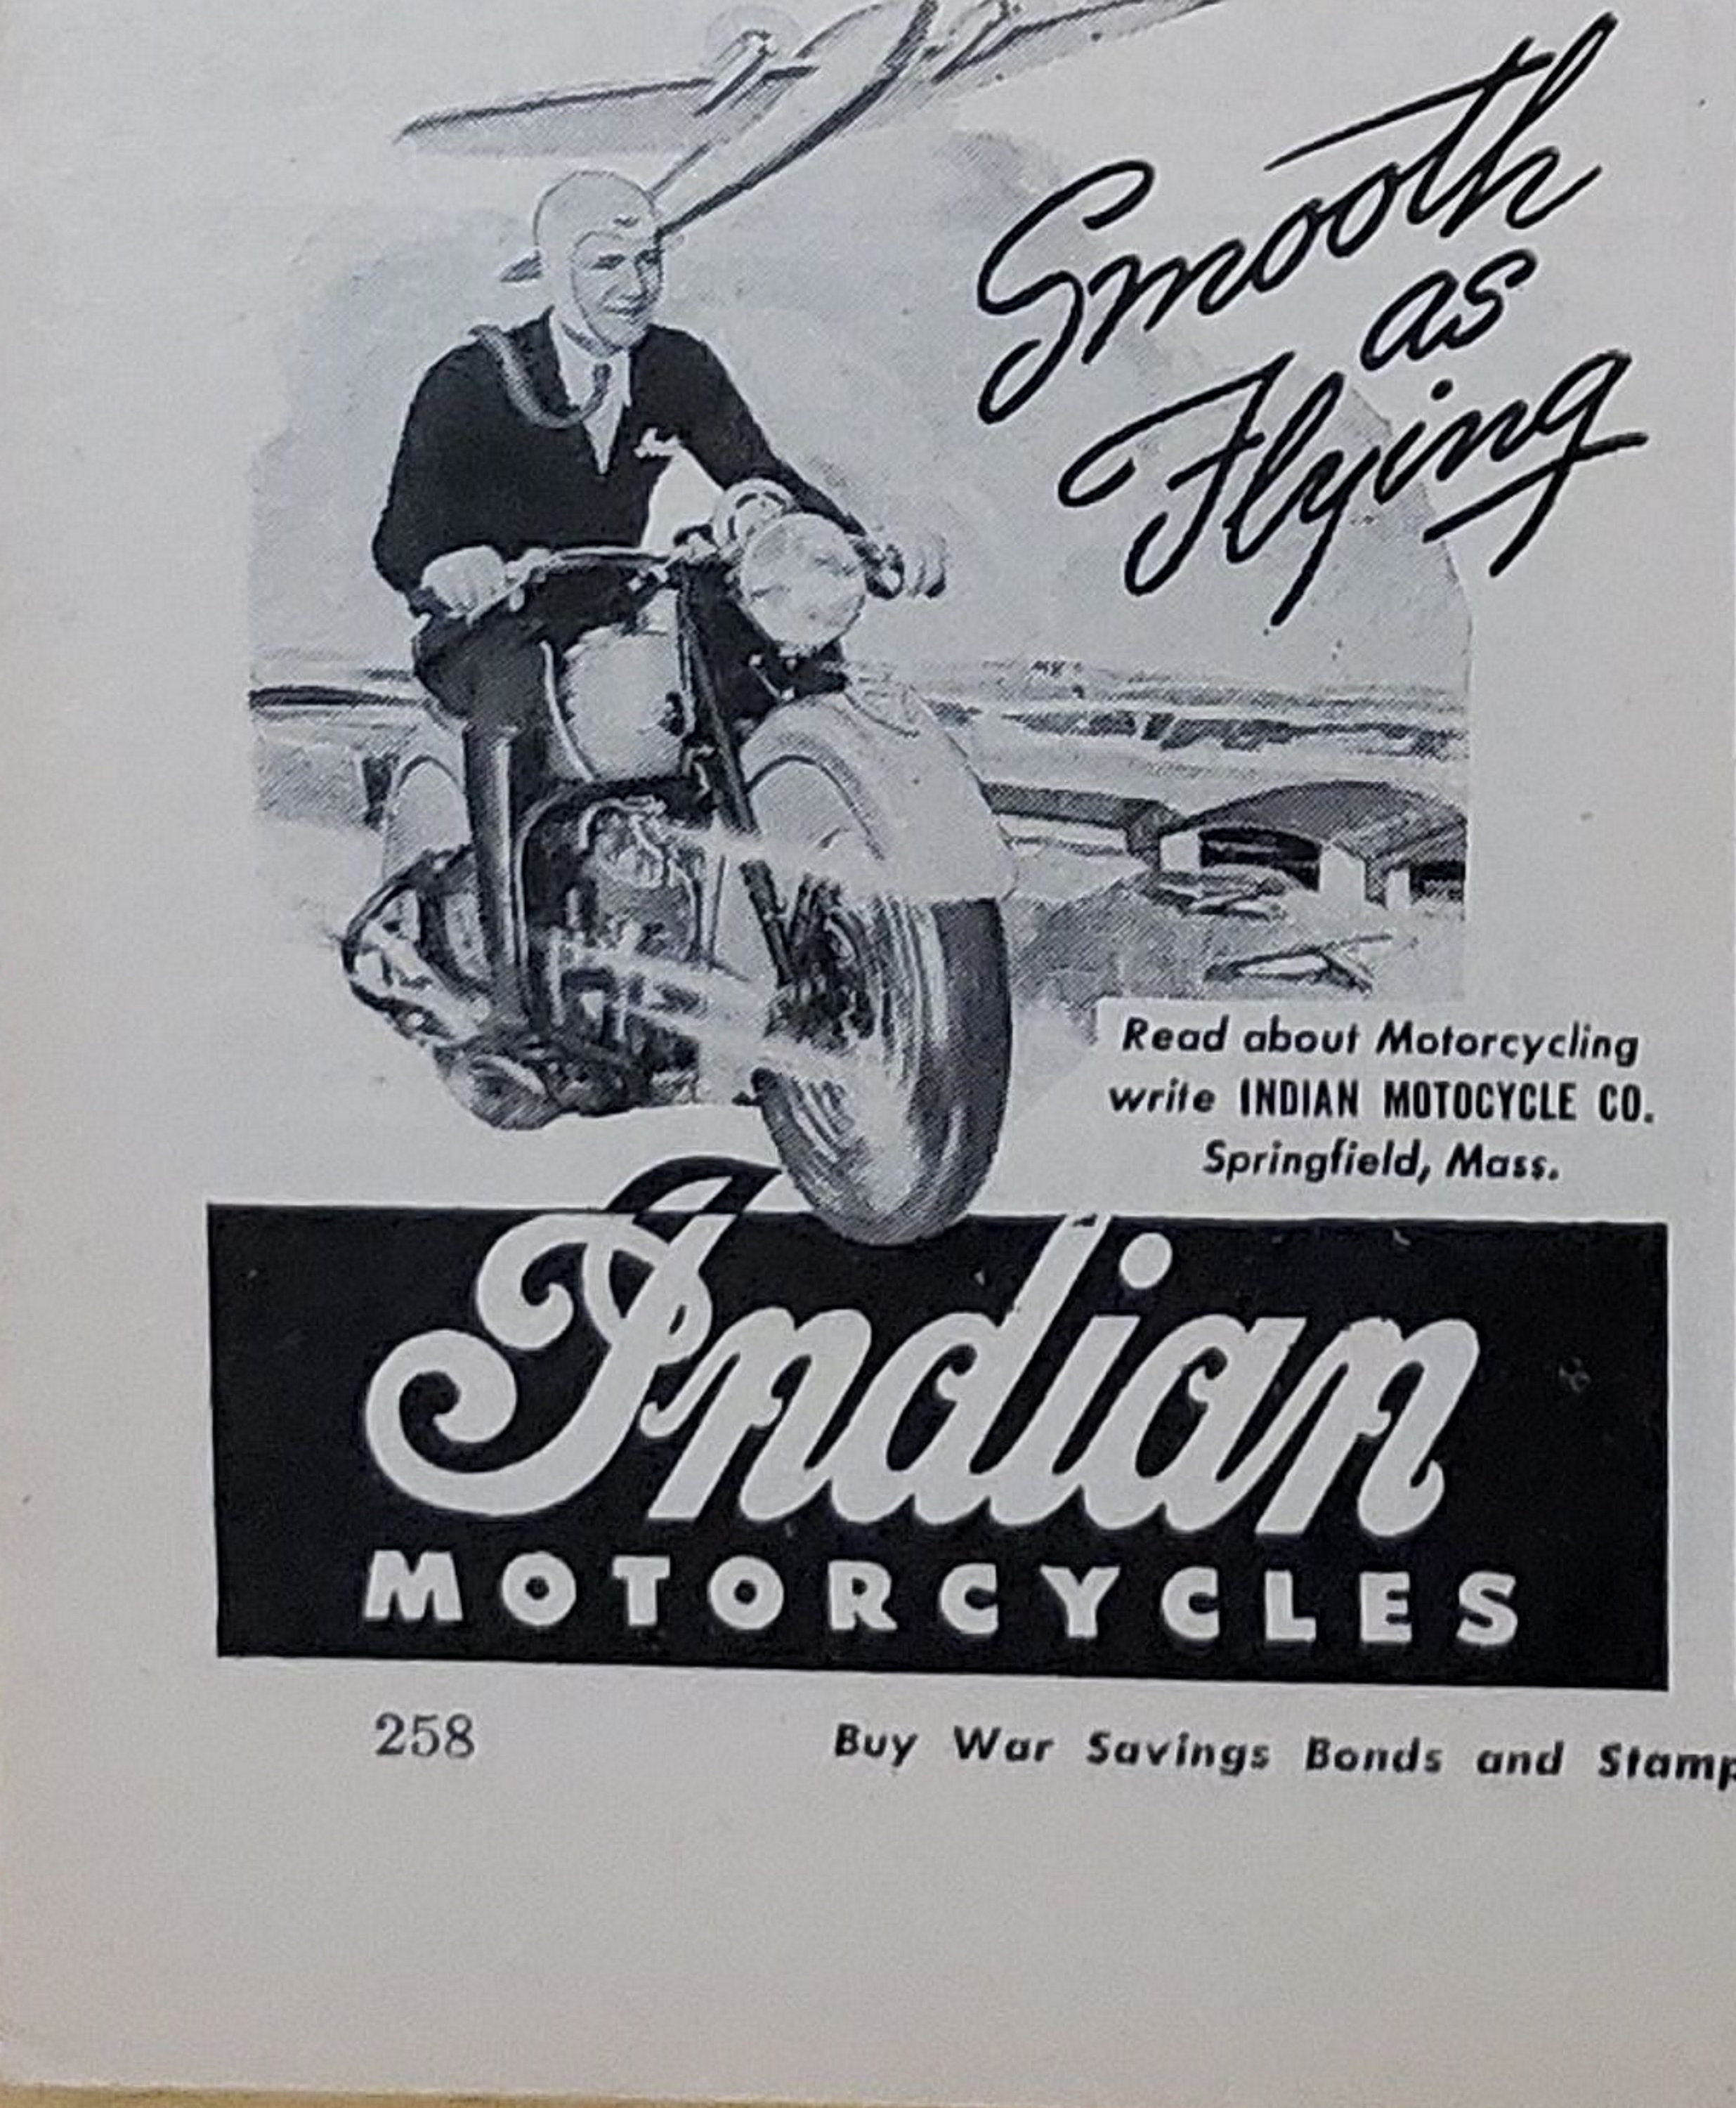 Smooth
as
Flying
Read about Motorcycling
write INDIAN MOTOCYCLE CO.
Springfield, Mass.
Indian
MOTORCYCLES
258
Buy War Savings Bonds and Stamp